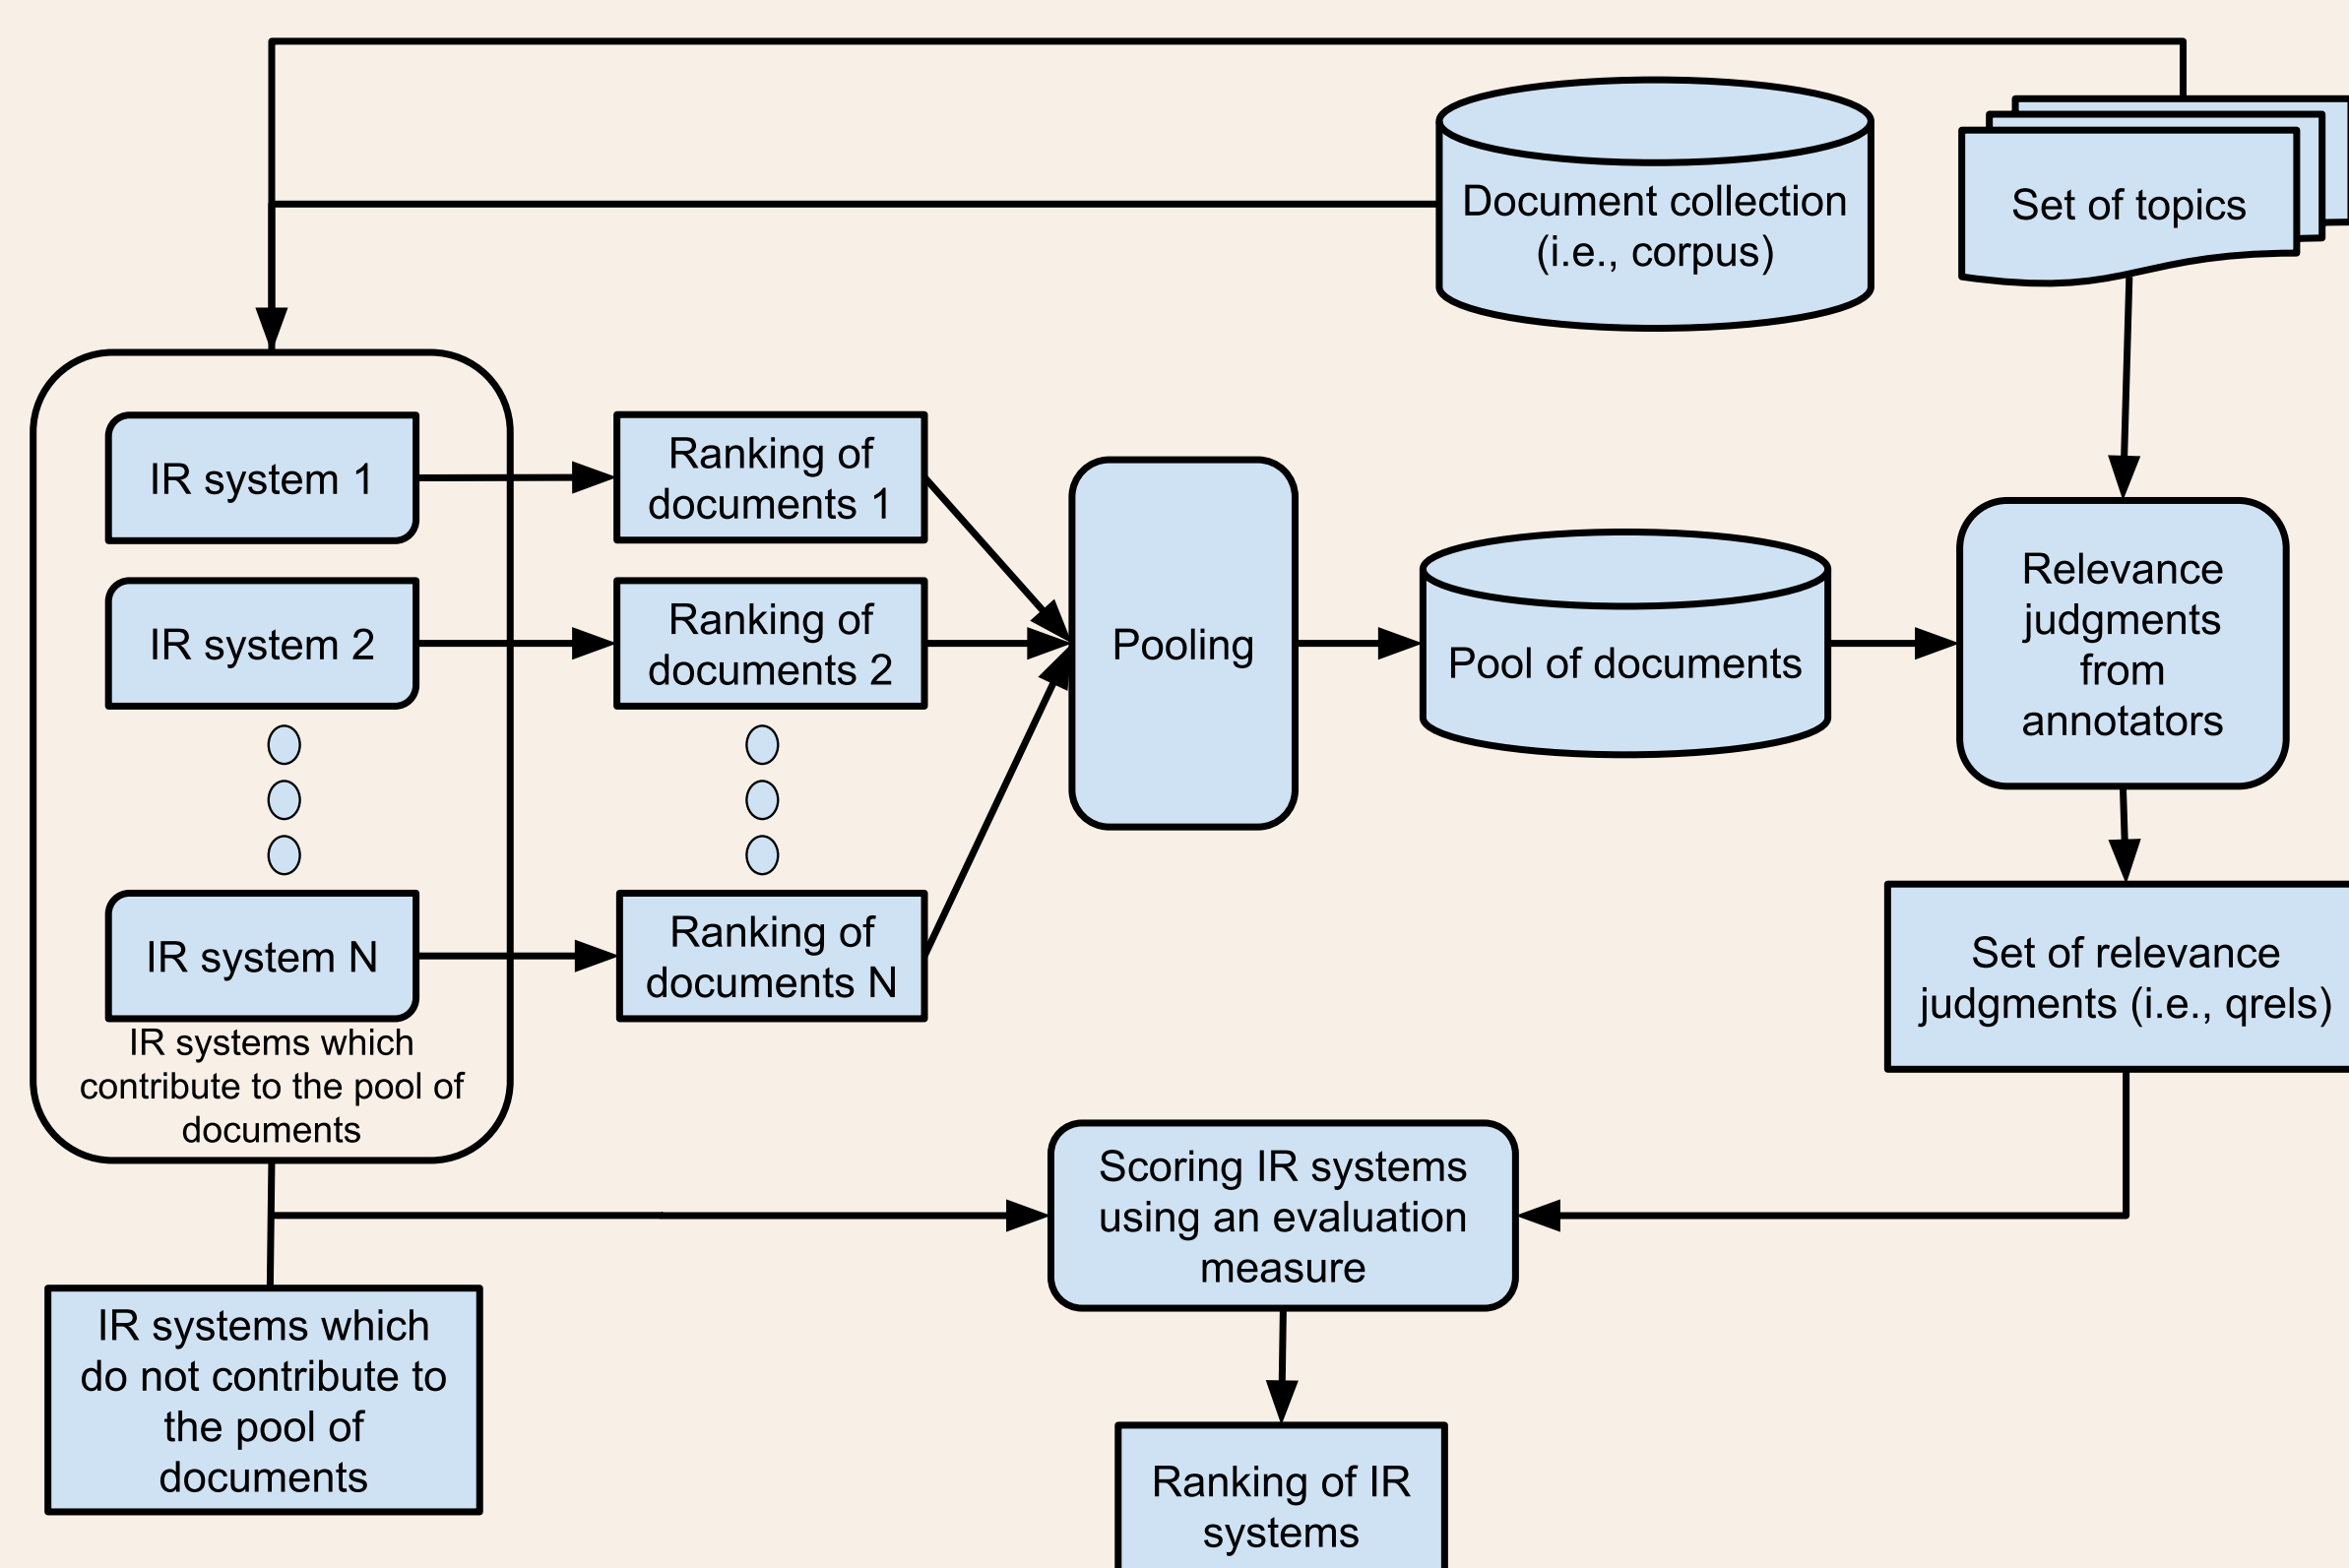 Document collection
(i.e., corpus)
Set of topics
IR system 1
Ranking of
documents 1
IR system 2
Ranking of
documents 2
Pooling
Pool of documents
Relevance
judgments
from
annotators
IR system N
Ranking of
documents N
IR systems which
contribute to the pool of
documents
Set of relevance
judgments (i.e., qrels)
Scoring IR systems
using an evaluation
measure
IR systems which
do not contribute to
the pool of
documents
Ranking of IR
systems